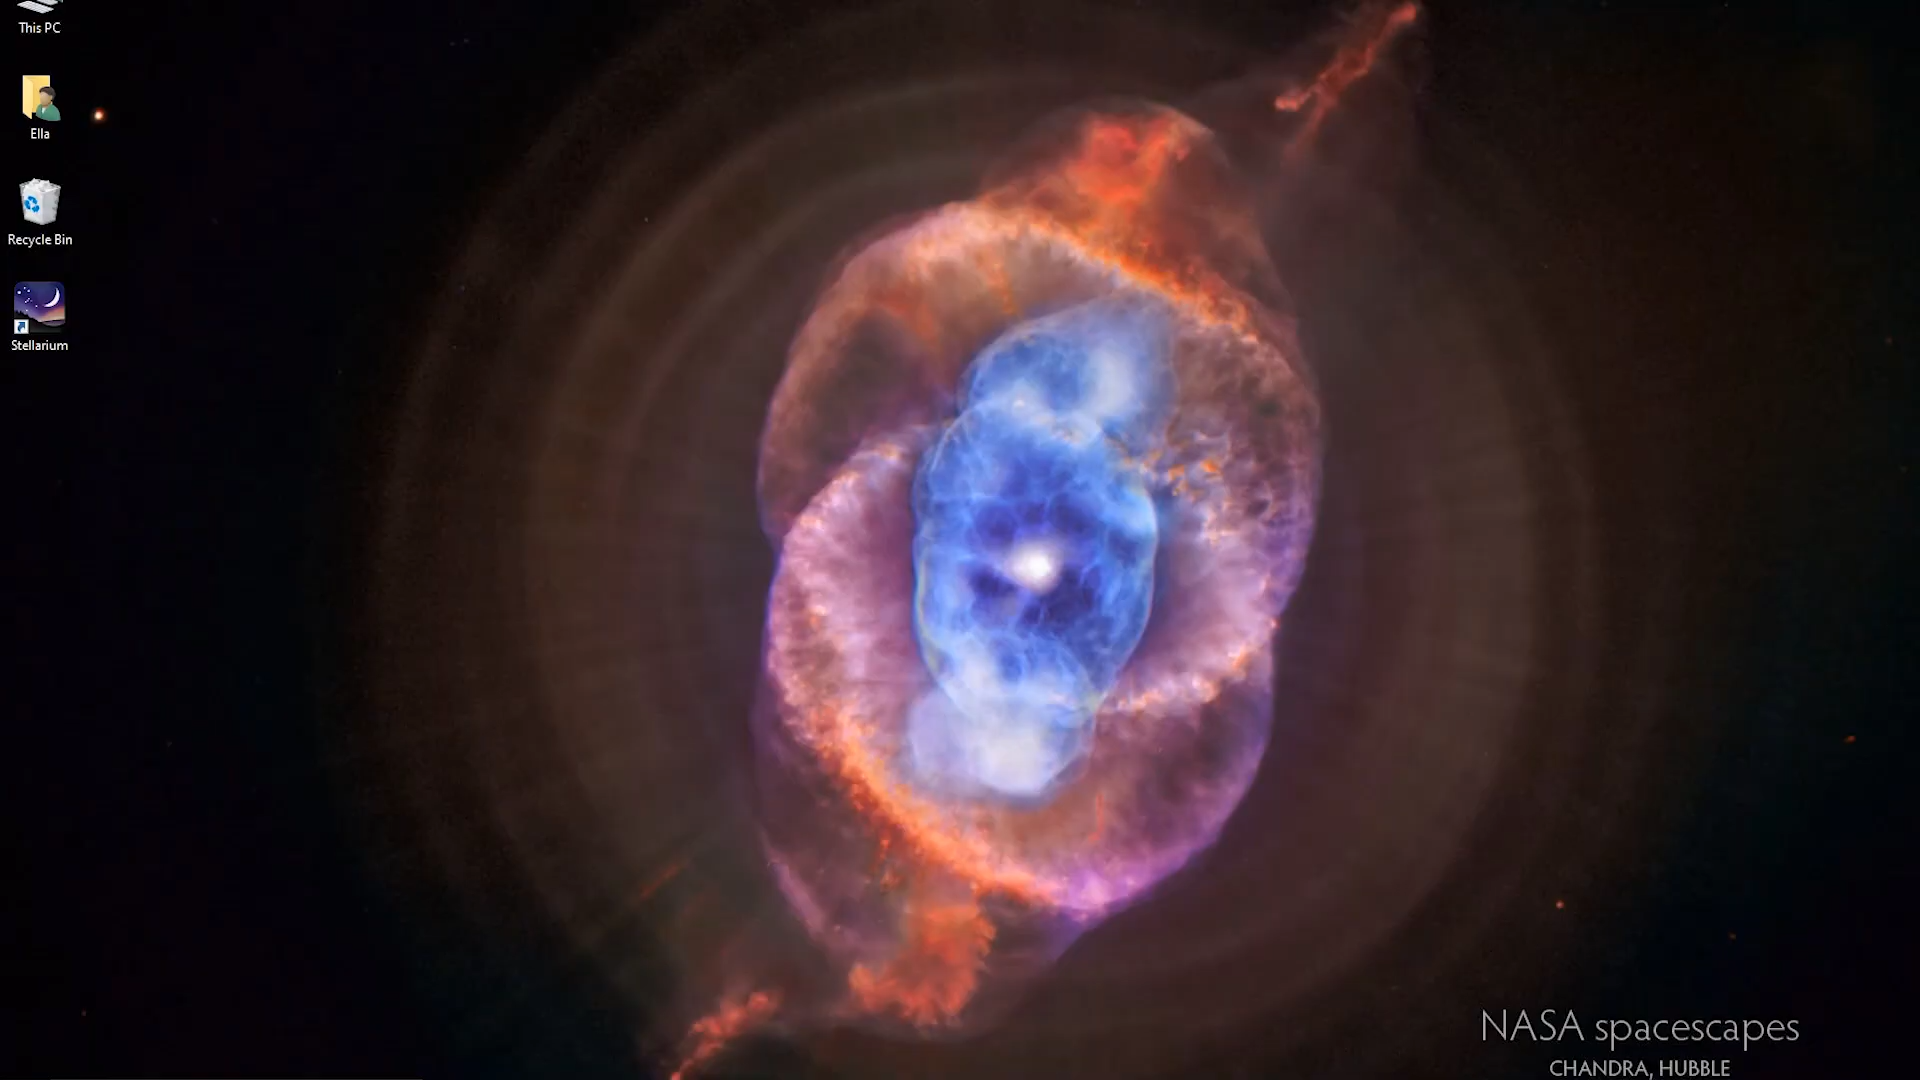 This PC
Ella
Recycle Bin
Stellarium
NASA spacescapes
CHANDRA, HUBBLE